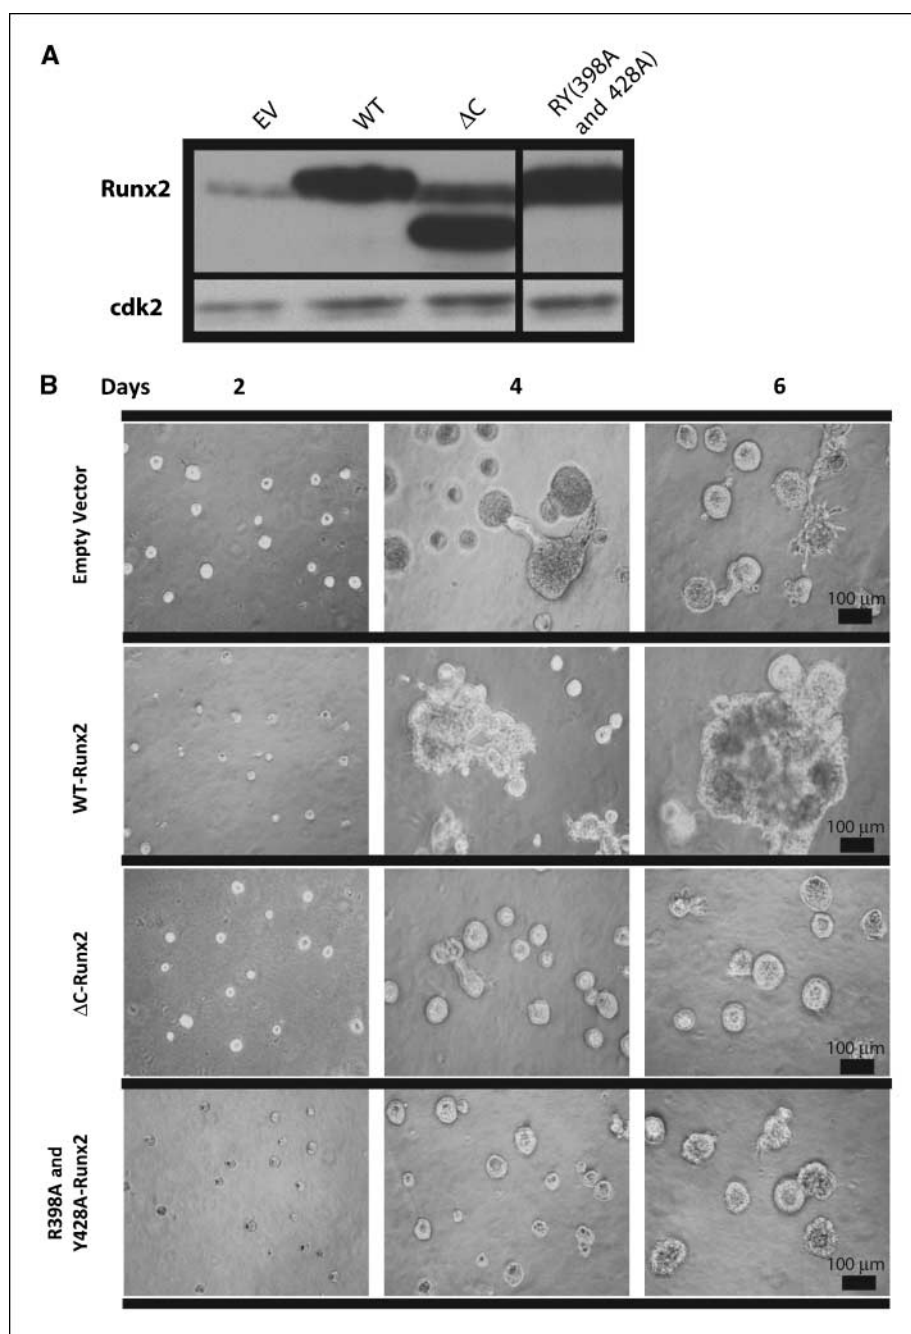 A
EV
WT
ΔC
RY(398A
and 428A)
Runx2
cdk2
B
Days
2
4
6
Empty Vector
100 μm
WT-Runx2
100 μm
ΔC-Runx2
100 μm
R398A and
Y428A-Runx2
100 μm